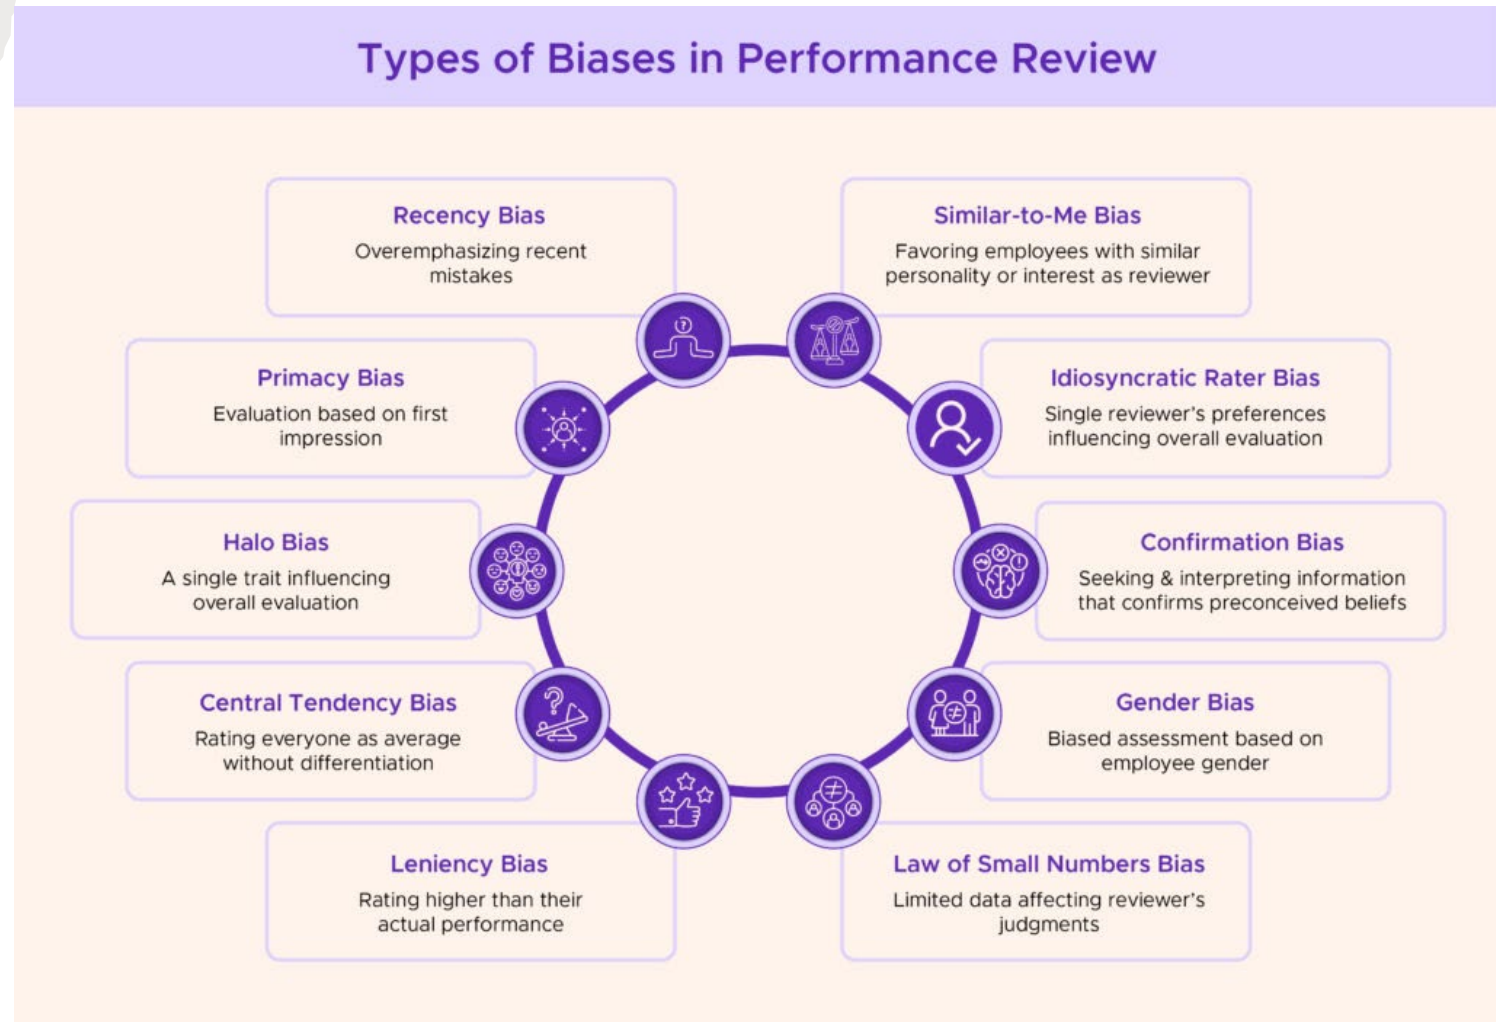 Types of Biases in Performance Review
Recency Bias
Overemphasizing recent
mistakes
Similar-to-Me Bias
Favoring employees with similar
personality or interest as reviewer
Primacy Bias
Evaluation based on first
impression
Idiosyncratic Rater Bias
Single reviewer's preferences
influencing overall evaluation
Halo Bias
A single trait influencing
overall evaluation
Confirmation Bias
Seeking & interpreting information
that confirms preconceived beliefs
Central Tendency Bias
Rating everyone as average
without differentiation
Gender Bias
Biased assessment based on
employee gender
Leniency Bias
Rating higher than their
actual performance
Law of Small Numbers Bias
Limited data affecting reviewer's
judgments